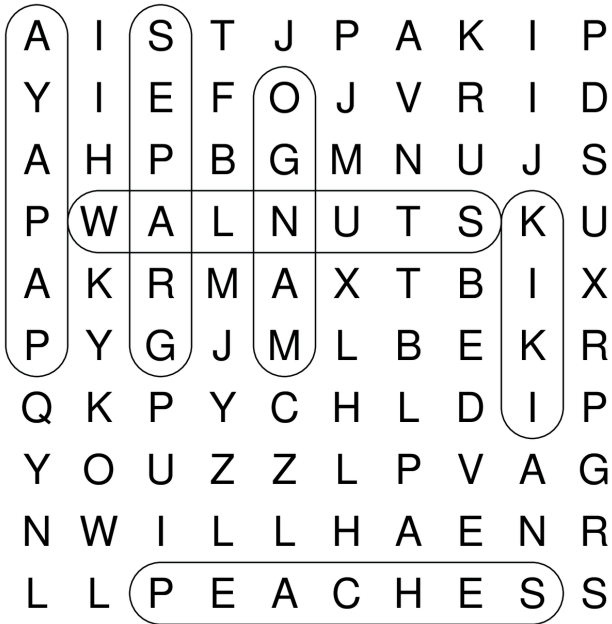 A I S T J P A K I P
Y I E F O J V R I D
A H P B G M N U J S
P W A L N U T S K U
A K R M A X T B I X
P Y G J M L B E K R
Q K P Y C H L D I P
Y O U Z Z L P V A G
N W I L L H A E N R
L L P E A C H E S S